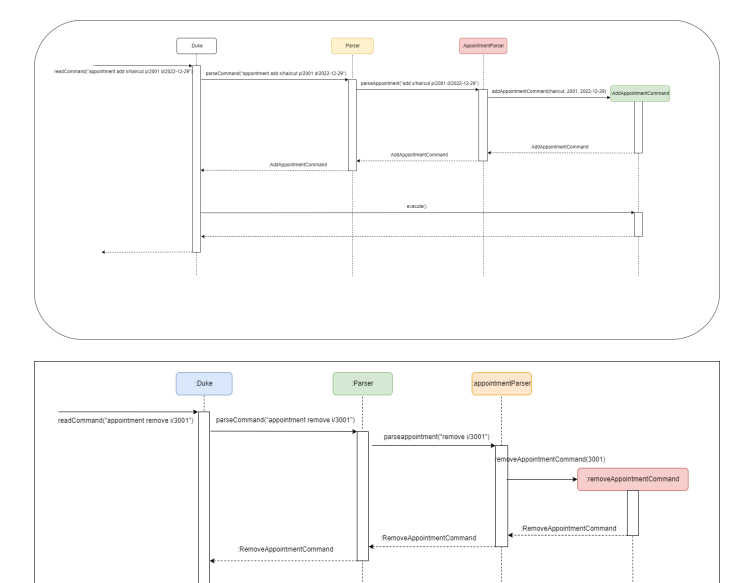 :Duke
:Parser
:AppointmentParser
readCommand("appointment add s/haircut p/2001 d/2022-12-29")
parseCommand("appointment add s/haircut p/2001 d/2022-12-29")
parseAppointment("add s/haircut p/2001 d/2022-12-29")
addAppointmentCommand(haircut, 2001, 2022-12-29)
:AddAppointmentCommand
:AddAppointmentCommand
:AddAppointmentCommand
:AddAppointmentCommand
execute()
:Duke
:Parser
:appointmentParser
readCommand("appointment remove i/3001")
parseCommand("appointment remove i/3001")
parseappointment("remove i/3001")
removeAppointmentCommand(3001)
:removeAppointmentCommand
:RemoveAppointmentCommand
:RemoveAppointmentCommand
:RemoveAppointmentCommand